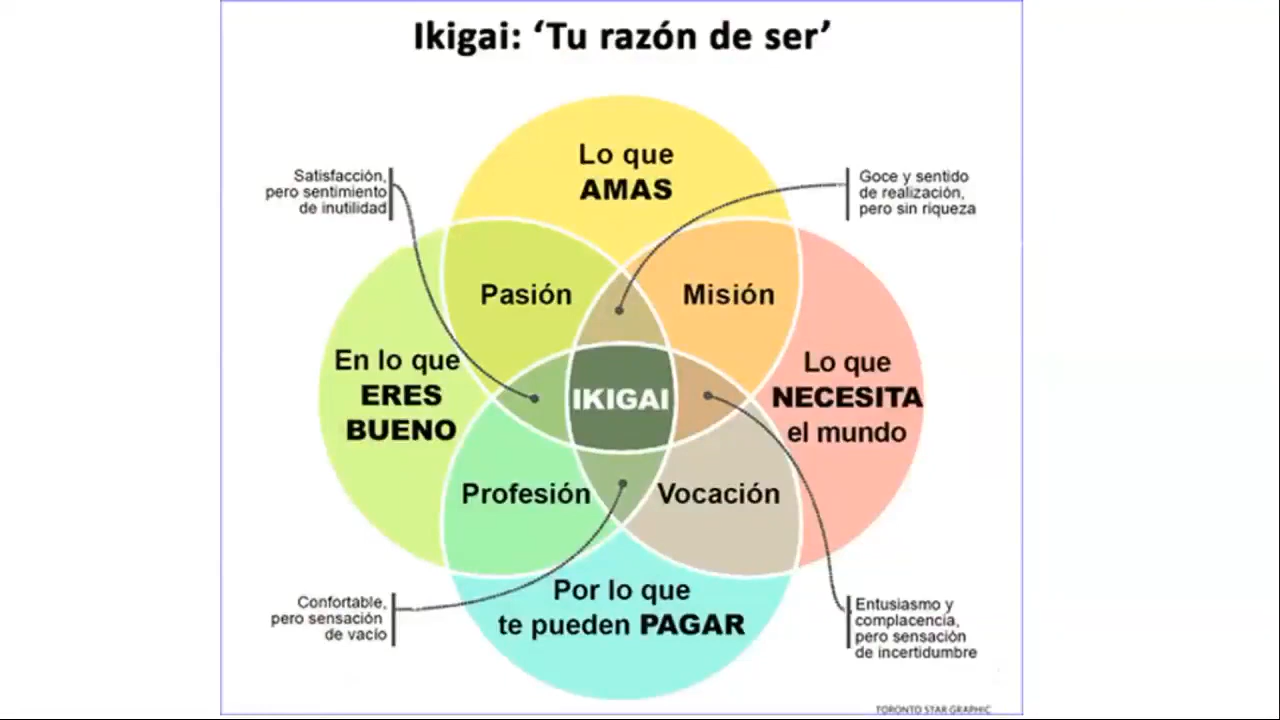 Ikigai: ‘Tu razón de ser’
Lo que
AMAS
Satisfacción,
pero sentimiento
de inutilidad
Goce y sentido
de realización,
pero sin riqueza
Pasión
Misión
En lo que
ERES
BUENO
IKIGAI
Lo que
NECESITA
el mundo
Profesión
Vocación
Por lo que
te pueden PAGAR
Confortable,
pero sensación
de vacío
Entusiasmo y
complacencia,
pero sensación
de incertidumbre
TORONTO STAR GRAPHIC